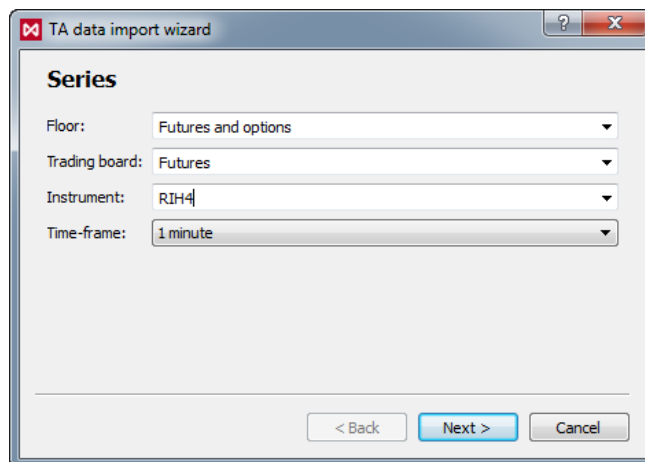 TA data import wizard
?
Series
Floor: Futures and options
Trading board: Futures
Instrument: RIH4
Time-frame: 1 minute
< Back Next > Cancel